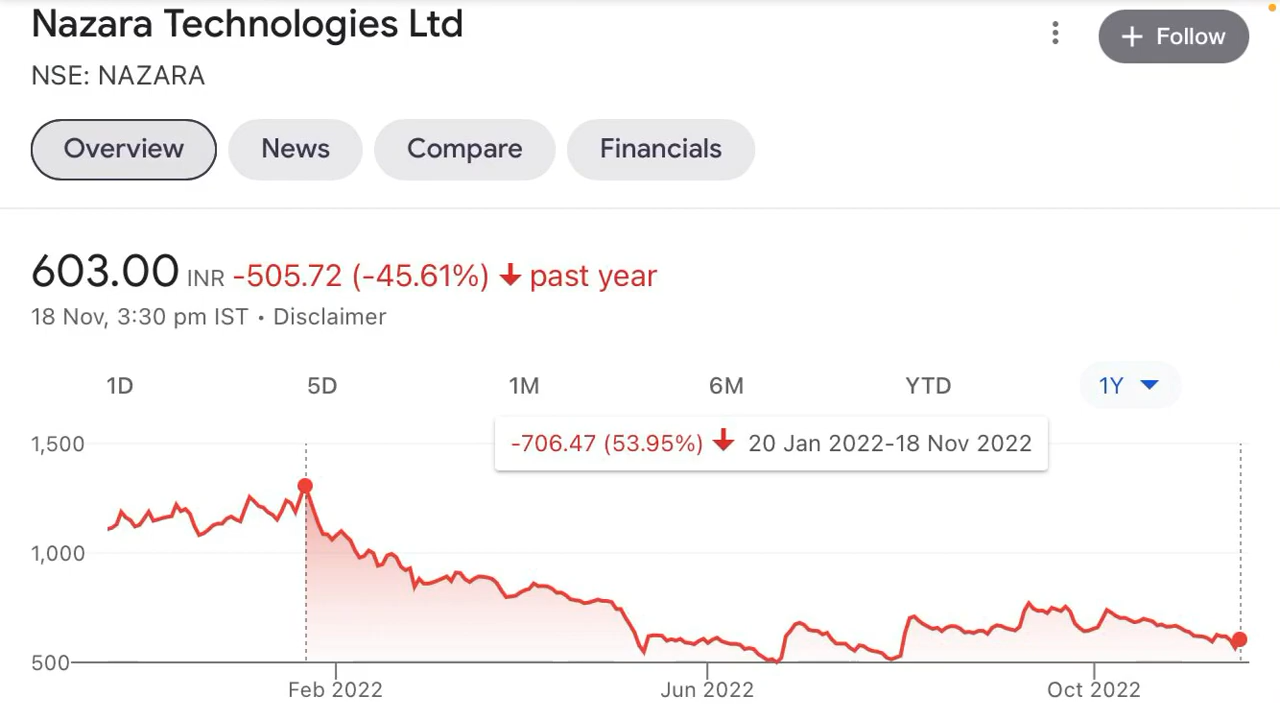 Nazara Technologies Ltd
+ Follow
NSE: NAZARA
Overview
News
Compare
Financials
603.00 INR -505.72 (-45.61%) ↓ past year
18 Nov, 3:30 pm IST • Disclaimer
1D
5D
1M
6M
YTD
1Y
-706.47 (53.95%) ↓ 20 Jan 2022-18 Nov 2022
1,500
1,000
500
Feb 2022
Jun 2022
Oct 2022